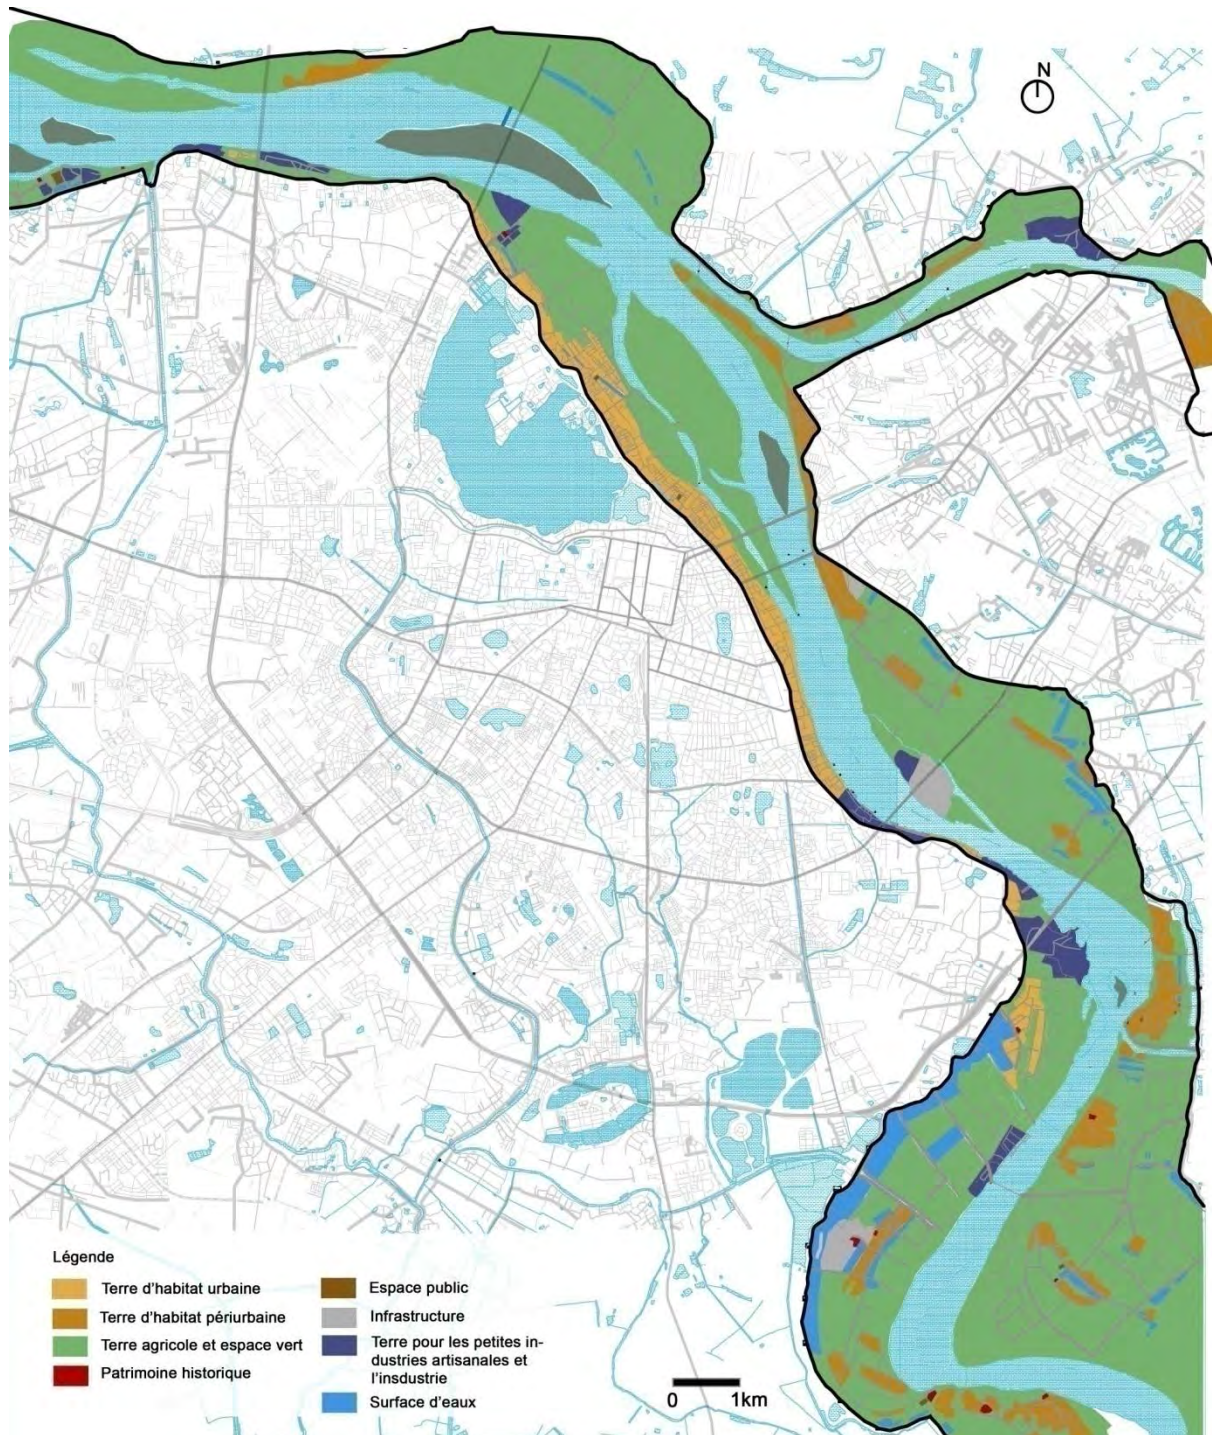 N
Légende
Terre d'habitat urbaine
Terre d'habitat périurbaine
Terre agricole et espace vert
Patrimoine historique
Espace public
Infrastructure
Terre pour les petites in-
dustries artisanales et
l'insdustrie
Surface d'eaux
0 1km